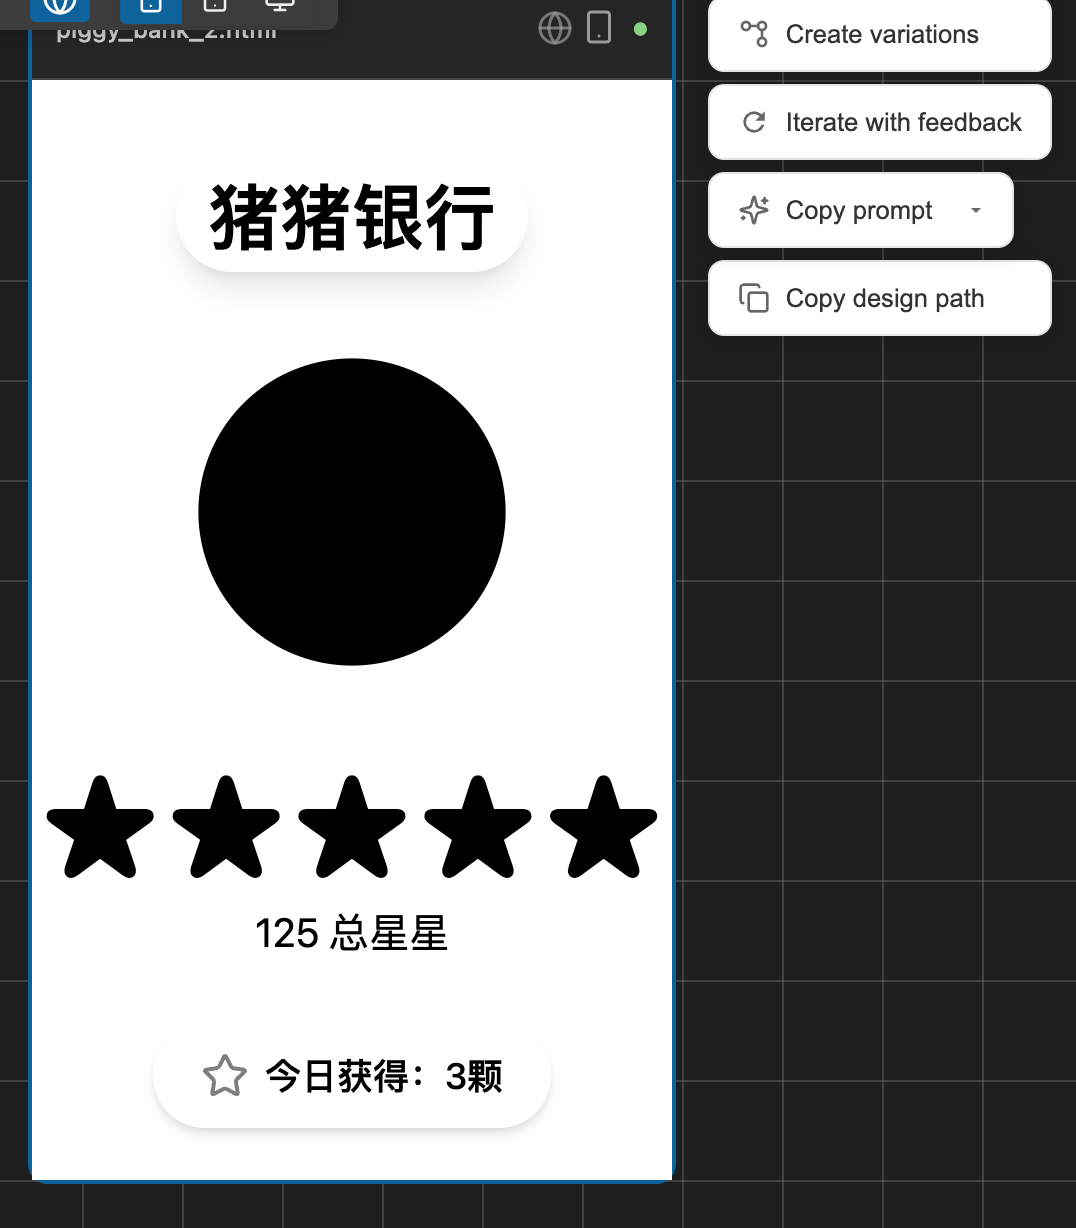 piggy_bank_2.html
Create variations
Iterate with feedback
Copy prompt
Copy design path
猪猪银行
125 总星星
今日获得：3颗